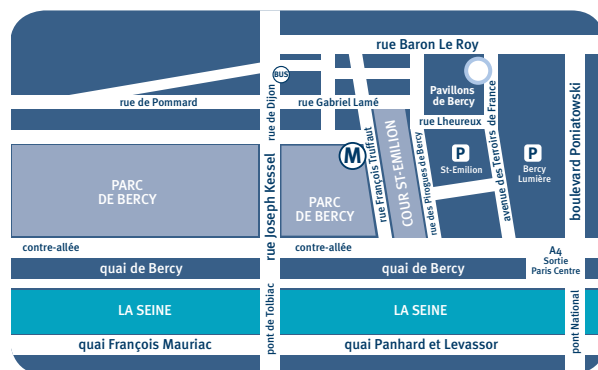 rue Baron Le Roy
BUS
rue de Pommard
rue de Dijon
rue Gabriel Lamé
Pavillons
de Bercy
rue Lheureux
avenue des Terroirs de France
boulevard Poniatowski
M
rue François Truffaut
COUR ST-EMILION
rue des Pirogues de Bercy
P
St-Emilion
P
Bercy
Lumière
PARC
DE BERCY
rue Joseph Kessel
PARC
DE BERCY
contre-allée
contre-allée
A4
Sortie
Paris Centre
quai de Bercy
quai de Bercy
LA SEINE
pont de Tolbiac
LA SEINE
pont National
quai François Mauriac
quai Panhard et Levassor